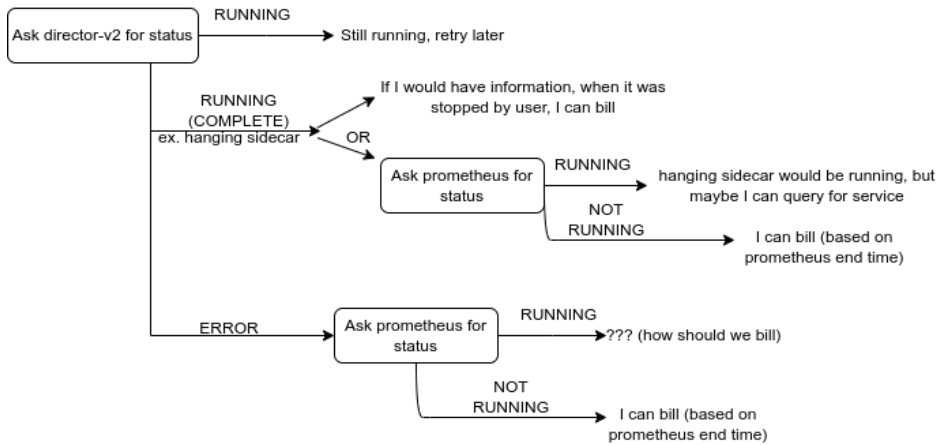 RUNNING
Ask director-v2 for status
Still running, retry later
If I would have information, when it was
stopped by user, I can bill
RUNNING
(COMPLETE)
ex. hanging sidecar
OR
Ask prometheus for
status
RUNNING
hanging sidecar would be running, but
maybe I can query for service
NOT
RUNNING
I can bill (based on
prometheus end time)
ERROR
Ask prometheus for
status
RUNNING
??? (how should we bill)
NOT
RUNNING
I can bill (based on
prometheus end time)